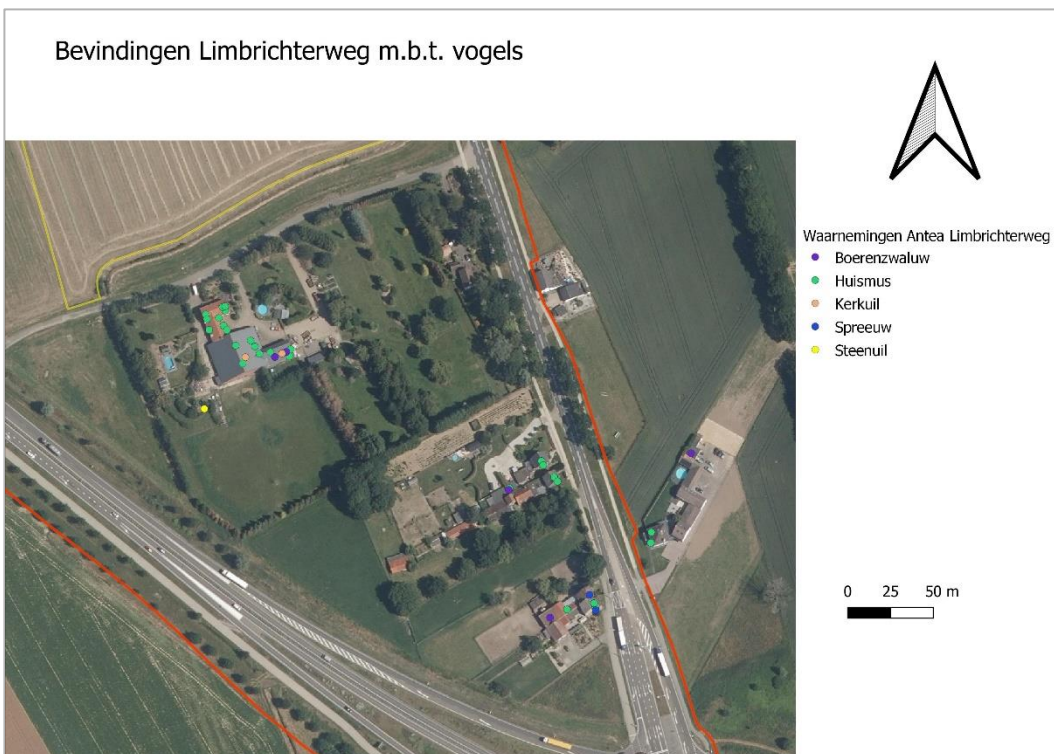 Bevindingen Limbrichterweg m.b.t. vogels
Waarnemingen Antea Limbrichterweg
Boerenzwaluw
Huismus
Kerkuil
Spreeuw
Steenuil
0 25 50 m